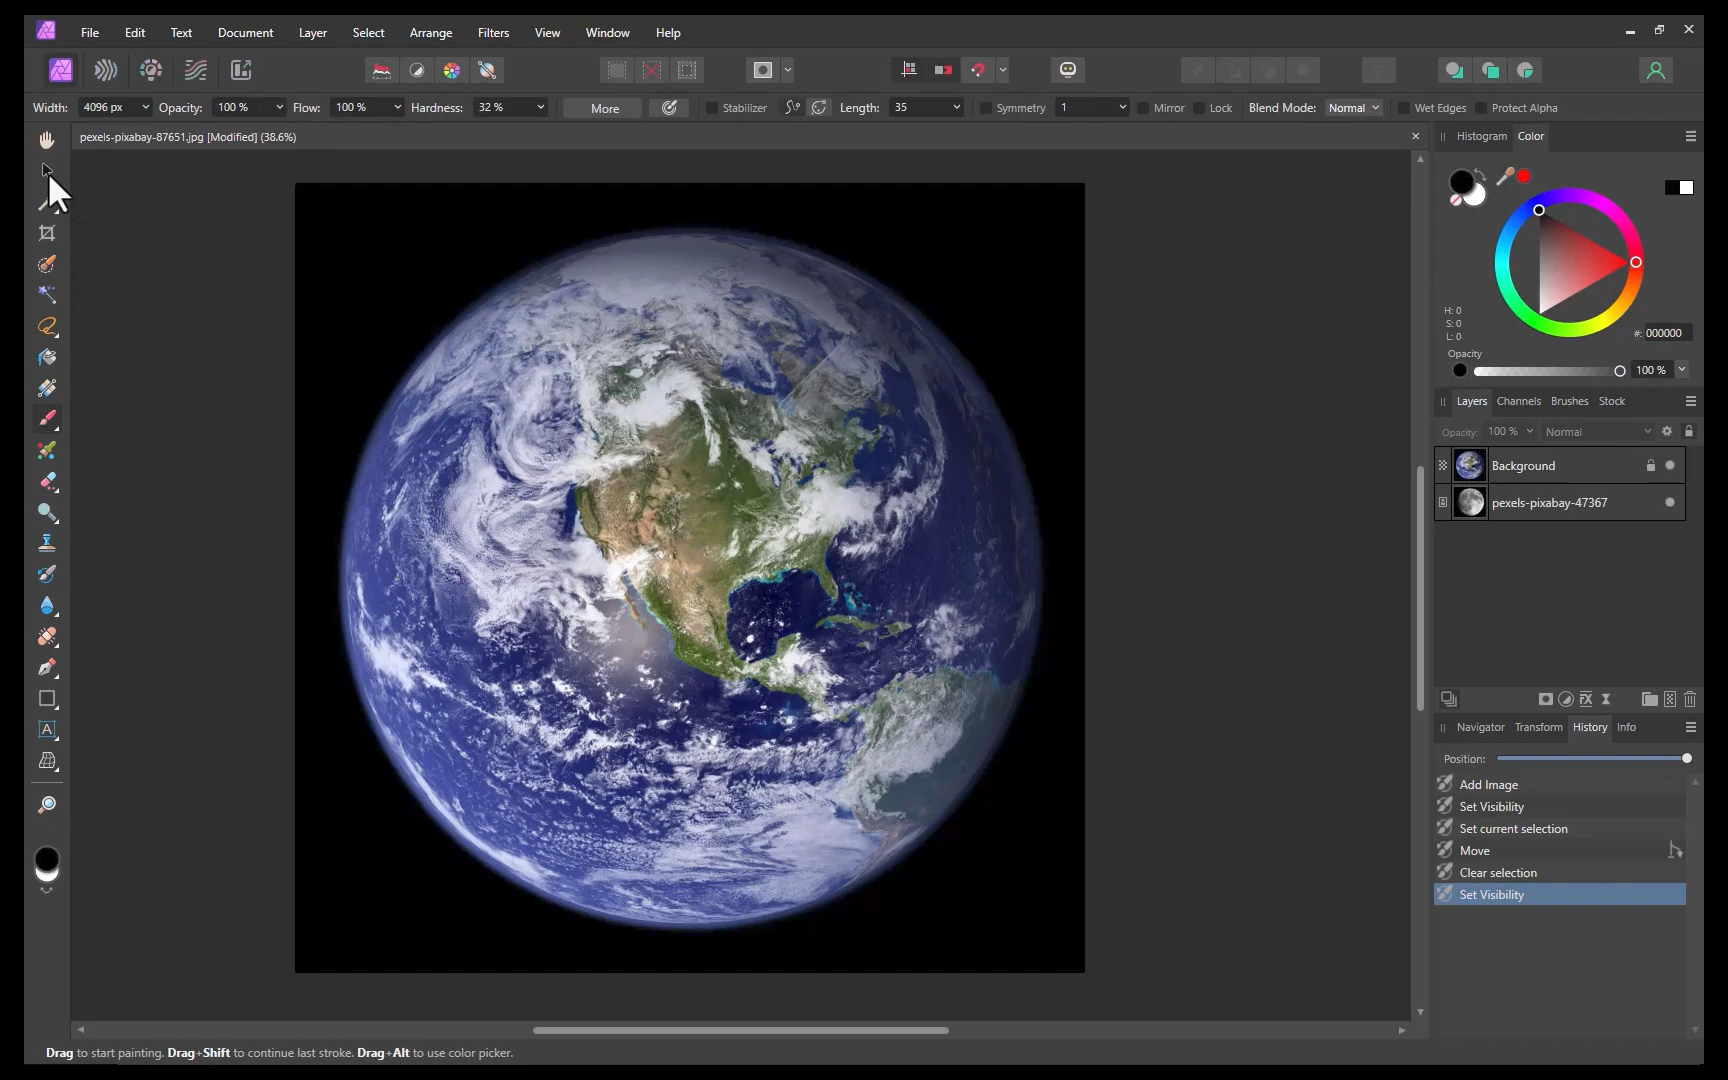 File Edit Text Document Layer Select Arrange Filters View Window Help
Width: 4096 px Opacity: 100 % Flow: 100 % Hardness: 32 % More Stabilizer Length: 35 Symmetry 1 Mirror Lock Blend Mode: Normal Wet Edges Protect Alpha
pexels-pixabay-87651.jpg [Modified] (38.6%)
Histogram Color
H: 0
S: 0
L: 0
#: 000000
Opacity
100 %
Layers Channels Brushes Stock
Opacity: 100 % Normal
Background
pexels-pixabay-47367
Navigator Transform History Info
Position:
Add Image
Set Visibility
Set current selection
Move
Clear selection
Set Visibility
Drag to start painting. Drag+Shift to continue last stroke. Drag+Alt to use color picker.